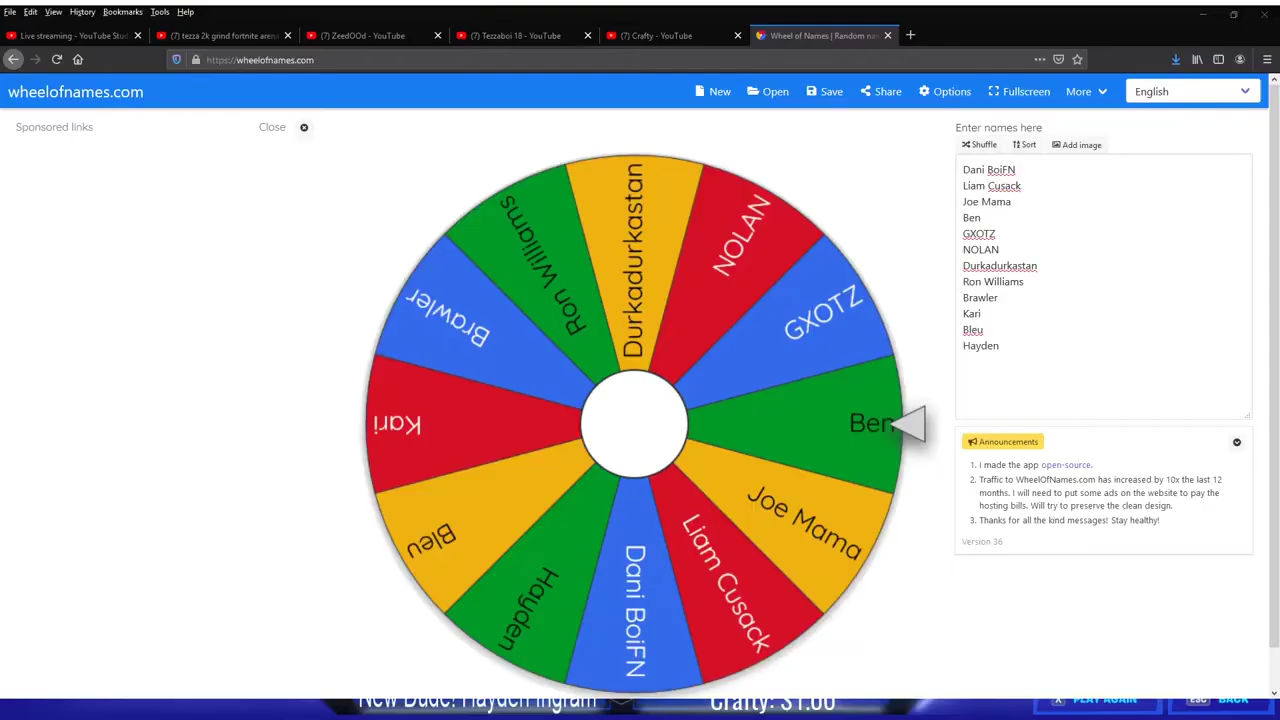 File Edit View History Bookmarks Tools Help
Live streaming - YouTube Stud
(7) tezza 2k grind fortnite arena
(7) ZeedOOd - YouTube
(7) Tezzaboi 18 - YouTube
(7) Crafty - YouTube
Wheel of Names | Random na
https://wheelofnames.com
wheelofnames.com
New Open Save Share Options Fullscreen More English
Sponsored links Close
Enter names here
Shuffle Sort Add image
Dani BoiFN
Liam Cusack
Joe Mama
Ben
GXOTZ
NOLAN
Durkadurkastan
Ron Williams
Brawler
Kari
Bleu
Hayden
Durkadurkastan
NOLAN
GXOTZ
Ben
Joe Mama
Liam Cusack
Dani BoiFN
Hayden
Bleu
Kari
Brawler
Ron Williams
Announcements
1. I made the app open-source.
2. Traffic to WheelOfNames.com has increased by 10x the last 12
months. I will need to put some ads on the website to pay the
hosting bills. Will try to preserve the clean design.
3. Thanks for all the kind messages! Stay healthy!
Version 36
New Dude: Hayden Ingram
Crafty: $1.00
X PLAY AGAIN
ESC BACK